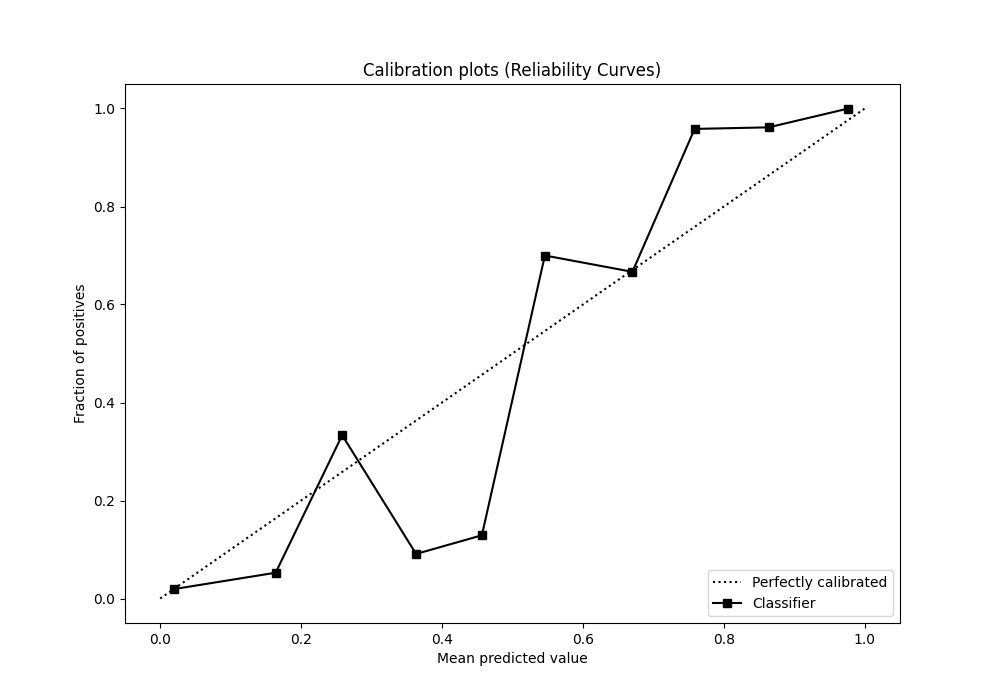 Calibration plots (Reliability Curves)
1.0
0.8
0.6
0.4
0.2
0.0
Fraction of positives
0.0 0.2 0.4 0.6 0.8 1.0
Mean predicted value
Perfectly calibrated
Classifier